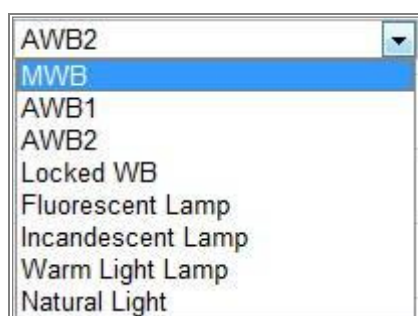 AWB2
MWB
AWB1
AWB2
Locked WB
Fluorescent Lamp
Incandescent Lamp
Warm Light Lamp
Natural Light